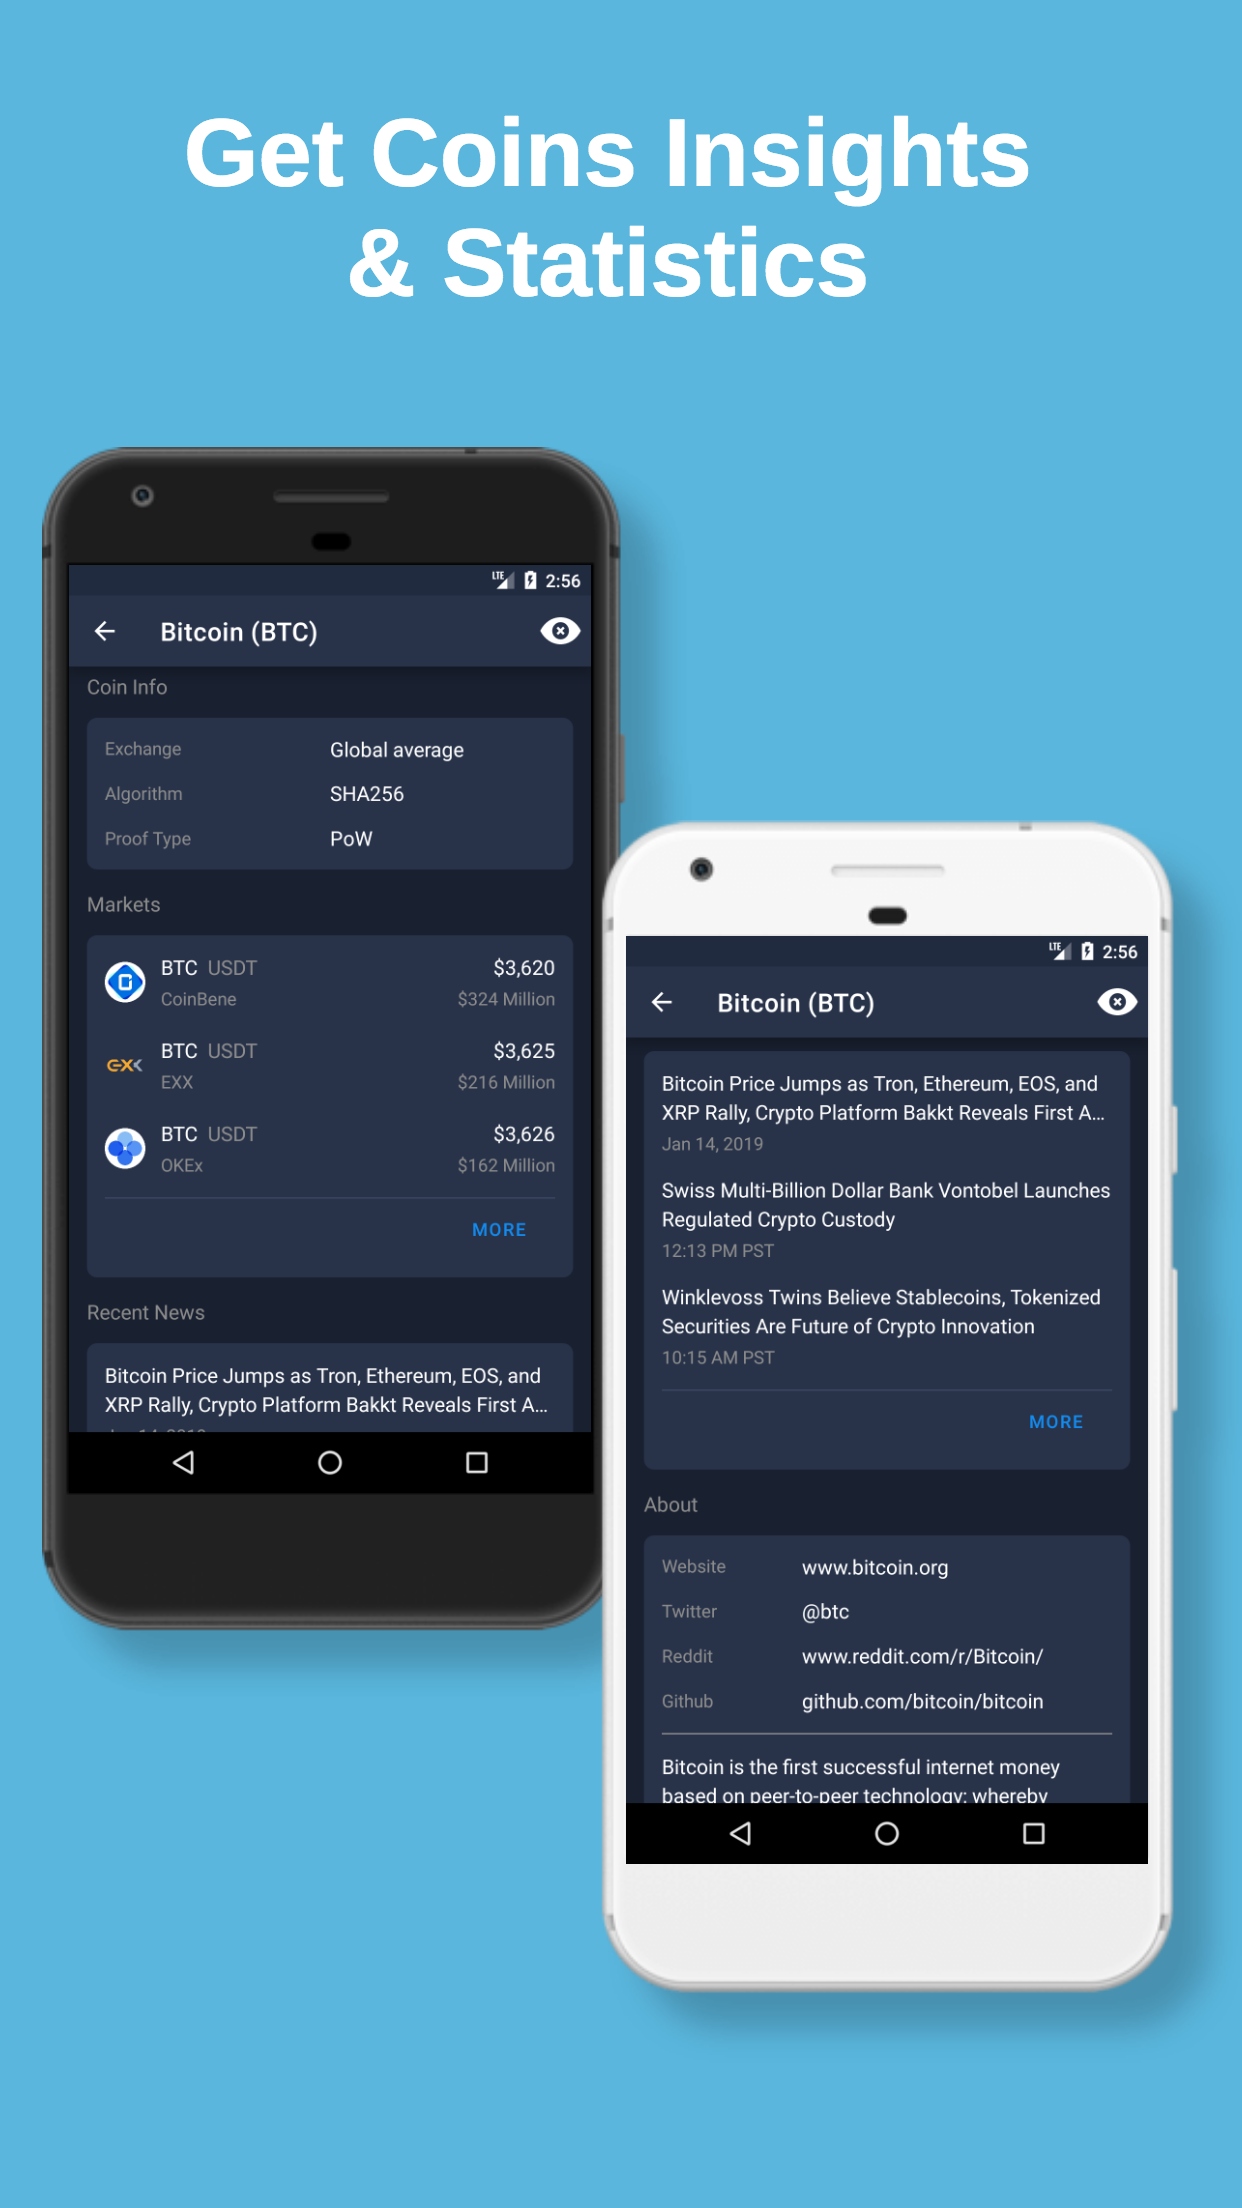 Get Coins Insights
& Statistics
LTE 2:56
Bitcoin (BTC)
Coin Info
Exchange Global average
Algorithm SHA256
Proof Type PoW
Markets
BTC USDT $3,620
CoinBene $324 Million
BTC USDT $3,625
EXX $216 Million
BTC USDT $3,626
OKEx $162 Million
MORE
Recent News
Bitcoin Price Jumps as Tron, Ethereum, EOS, and
XRP Rally, Crypto Platform Bakkt Reveals First A...
LTE 2:56
Bitcoin (BTC)
Bitcoin Price Jumps as Tron, Ethereum, EOS, and
XRP Rally, Crypto Platform Bakkt Reveals First A...
Jan 14, 2019
Swiss Multi-Billion Dollar Bank Vontobel Launches
Regulated Crypto Custody
12:13 PM PST
Winklevoss Twins Believe Stablecoins, Tokenized
Securities Are Future of Crypto Innovation
10:15 AM PST
MORE
About
Website www.bitcoin.org
Twitter @btc
Reddit www.reddit.com/r/Bitcoin/
Github github.com/bitcoin/bitcoin
Bitcoin is the first successful internet money
based on peer-to-peer technology; whereby